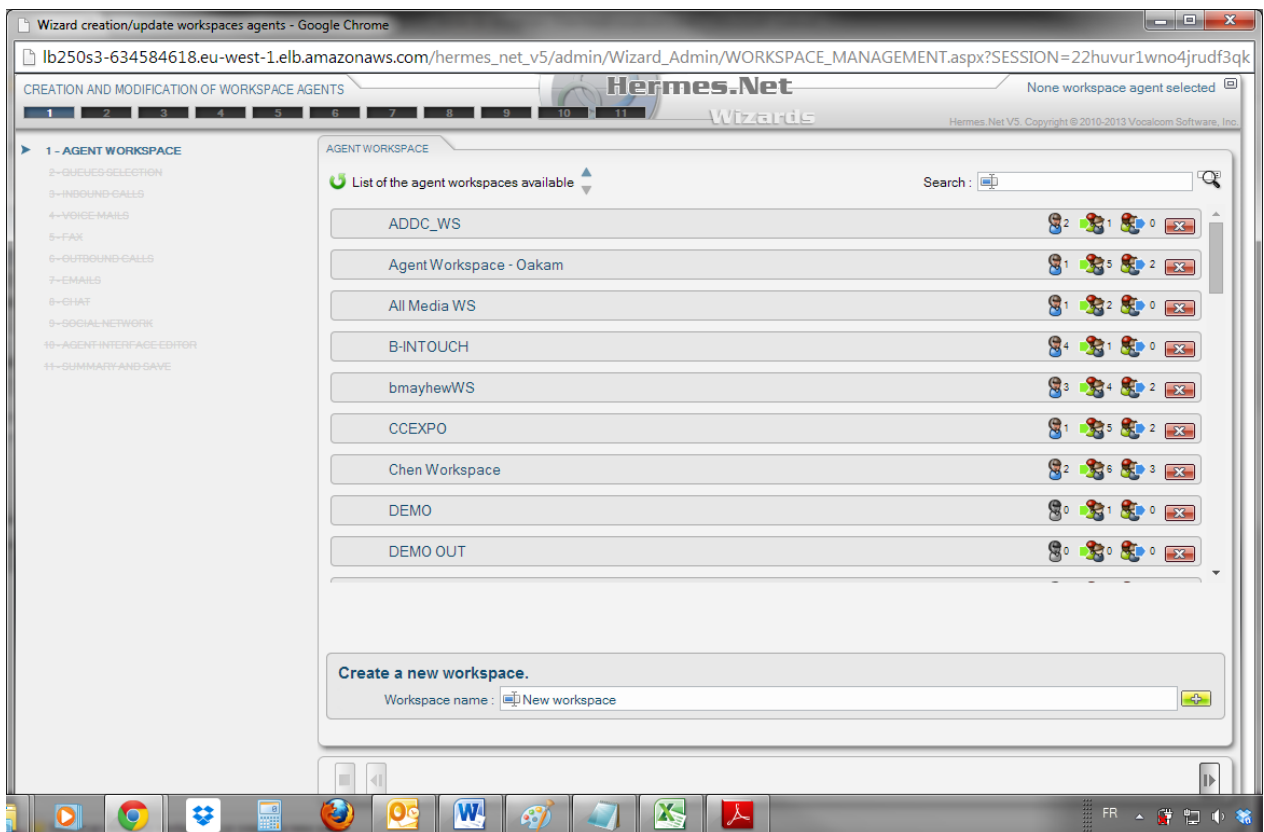 Wizard creation/update workspaces agents - Google Chrome
lb250s3-634584618.eu-west-1.elb.amazonaws.com/hermes_net_v5/admin/Wizard_Admin/WORKSPACE_MANAGEMENT.aspx?SESSION=22huvur1wno4jrudf3qk
CREATION AND MODIFICATION OF WORKSPACE AGENTS
Hermes.Net
None workspace agent selected
1 2 3 4 5 6 7 8 9 10 11
Wizards
Hermes.Net V5. Copyright © 2010-2013 Vocalcom Software, Inc.
1 - AGENT WORKSPACE
2 - QUEUES SELECTION
3 - INBOUND CALLS
4 - VOICE MAILS
5 - FAX
6 - OUTBOUND CALLS
7 - EMAILS
8 - CHAT
9 - SOCIAL NETWORK
10 - AGENT INTERFACE EDITOR
11 - SUMMARY AND SAVE
AGENT WORKSPACE
List of the agent workspaces available
Search :
ADDC_WS 2 1 0
Agent Workspace - Oakam 1 5 2
All Media WS 1 2 0
B-INTOUCH 4 1 0
bmayhewWS 3 4 2
CCEXPO 1 5 2
Chen Workspace 2 6 3
DEMO 0 1 0
DEMO OUT 0 0 0
Create a new workspace.
Workspace name : New workspace
FR